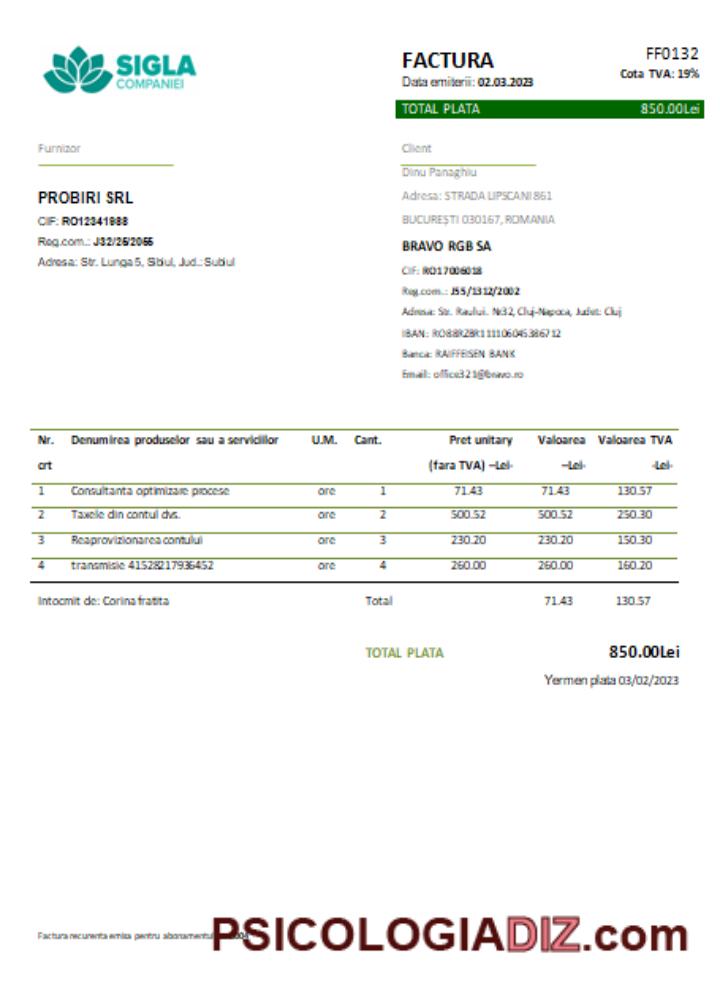 SIGLA
COMPANIEI
FACTURA
FF0132
Data emiterii: 02.03.2023
Cota TVA: 19%
TOTAL PLATA 850.00Lei
Furnizor
Client
PROBIRI SRL
CIF: RO12341988
Reg.com.: J32/25/2055
Adresa: Str. Lunga 5, Sibiul, Jud.: Subiul
Dinu Panaghiu
Adresa: STRADA LIPSCANI 861
BUCUREȘTI 030167, ROMANIA
BRAVO RGB SA
CIF: RO17006018
Reg.com.: J55/1312/2002
Adresa: Str. Raului. Nr32, Cluj-Napoca, Judet: Cluj
IBAN: RO88RZBR111106045386712
Banca: RAIFFEISEN BANK
Email: office321@bravo.ro
Nr. Denumirea produselor sau a serviciilor U.M. Cant. Pret unitary Valoarea Valoarea TVA
crt (fara TVA) –Lei- –Lei- -Lei-
1 Consultanta optimizare procese ore 1 71.43 71.43 130.57
2 Taxele din contul dvs. ore 2 500.52 500.52 250.30
3 Reaprovizionarea contului ore 3 230.20 230.20 150.30
4 transmisie 41528217936452 ore 4 260.00 260.00 160.20
Intocmit de: Corina fratita Total 71.43 130.57
TOTAL PLATA 850.00Lei
Yermen plata 03/02/2023
Factura recurenta emisa pentru abonamentul
PSICOLOGIADIZ.com